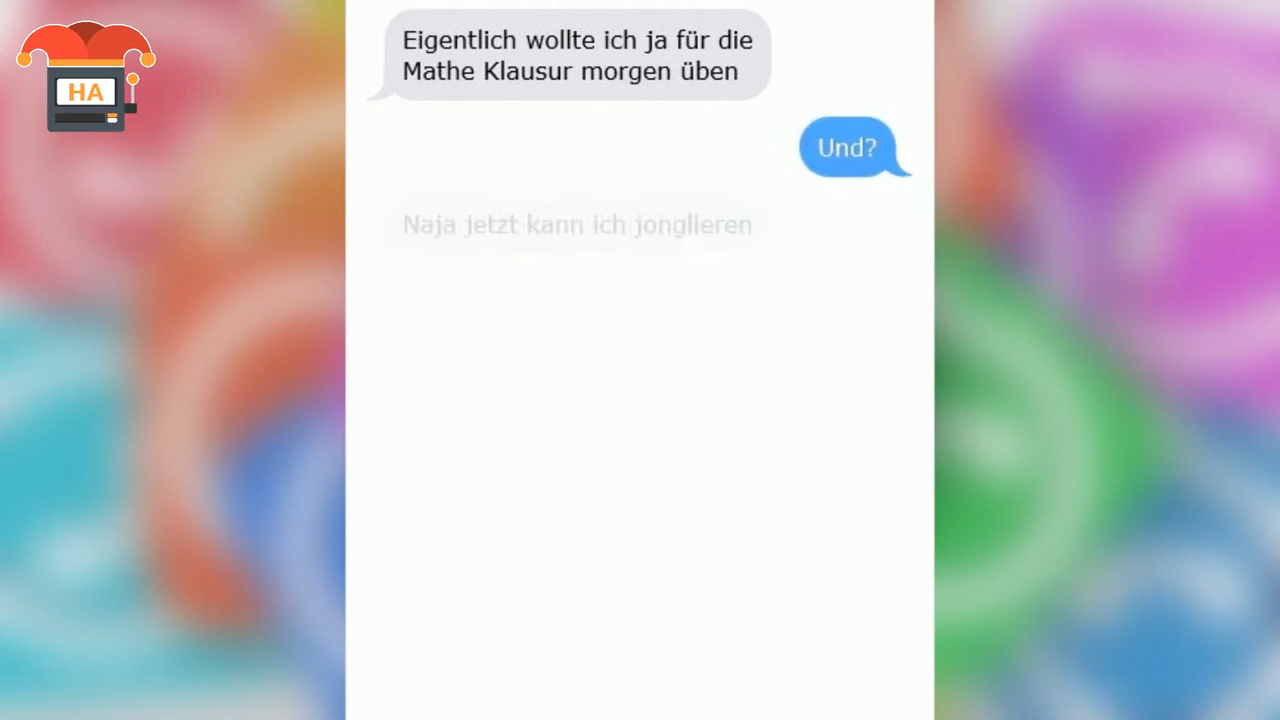 HA
Eigentlich wollte ich ja für die
Mathe Klausur morgen üben
Und?
Naja jetzt kann ich jonglieren